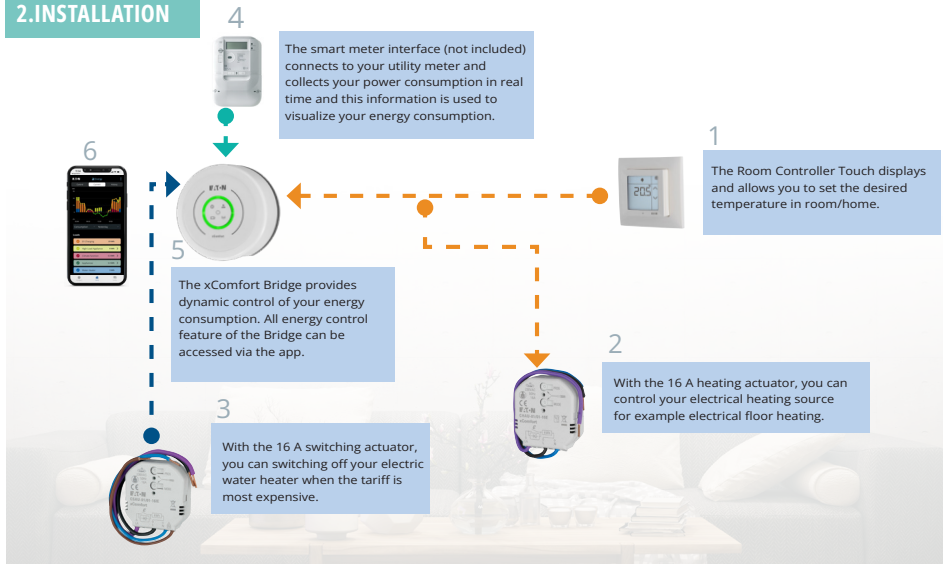 2.INSTALLATION
4
The smart meter interface (not included)
connects to your utility meter and
collects your power consumption in real
time and this information is used to
visualize your energy consumption.
1
The Room Controller Touch displays
and allows you to set the desired
temperature in room/home.
20.5
6
E·T·N
5
The xComfort Bridge provides
dynamic control of your energy
consumption. All energy control
feature of the Bridge can be
accessed via the app.
2
With the 16 A heating actuator, you can
control your electrical heating source
for example electrical floor heating.
E·T·N
3
With the 16 A switching actuator,
you can switching off your electric
water heater when the tariff is
most expensive.
E·T·N